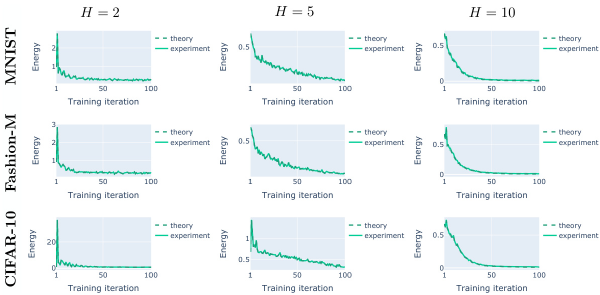 H = 2
H = 5
H = 10
MNIST
Energy
2
1
1
50
100
Training iteration
theory
experiment
Energy
0.5
1
50
100
Training iteration
theory
experiment
Energy
0.5
0
1
50
100
Training iteration
theory
experiment
Fashion-M
Energy
3
2
1
1
50
100
Training iteration
theory
experiment
Energy
0.5
1
50
100
Training iteration
theory
experiment
Energy
0.5
0
1
50
100
Training iteration
theory
experiment
CIFAR-10
Energy
20
0
1
50
100
Training iteration
theory
experiment
Energy
1
0.5
1
50
100
Training iteration
theory
experiment
Energy
0.5
0
1
50
100
Training iteration
theory
experiment